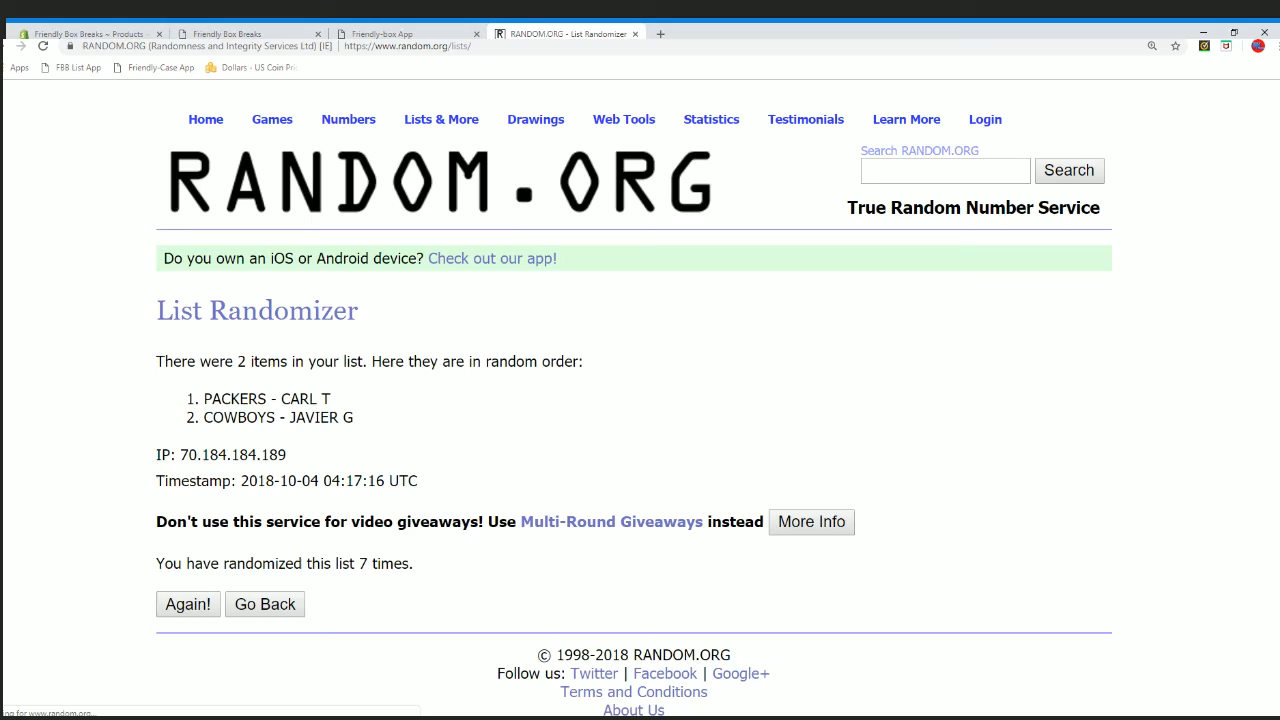 Friendly Box Breaks ~ Products Friendly Box Breaks Friendly-box App RANDOM.ORG - List Randomizer
RANDOM.ORG (Randomness and Integrity Services Ltd) [IE] https://www.random.org/lists/
Apps FBB List App Friendly-Case App Dollars - US Coin
Home Games Numbers Lists & More Drawings Web Tools Statistics Testimonials Learn More Login
RANDOM.ORG
Search RANDOM.ORG
Search
True Random Number Service
Do you own an iOS or Android device? Check out our app!
List Randomizer
There were 2 items in your list. Here they are in random order:
1. PACKERS - CARL T
2. COWBOYS - JAVIER G
IP: 70.184.184.189
Timestamp: 2018-10-04 04:17:16 UTC
Don't use this service for video giveaways! Use Multi-Round Giveaways instead More Info
You have randomized this list 7 times.
Again! Go Back
© 1998-2018 RANDOM.ORG
Follow us: Twitter | Facebook | Google+
Terms and Conditions
About Us
for www.random.org...